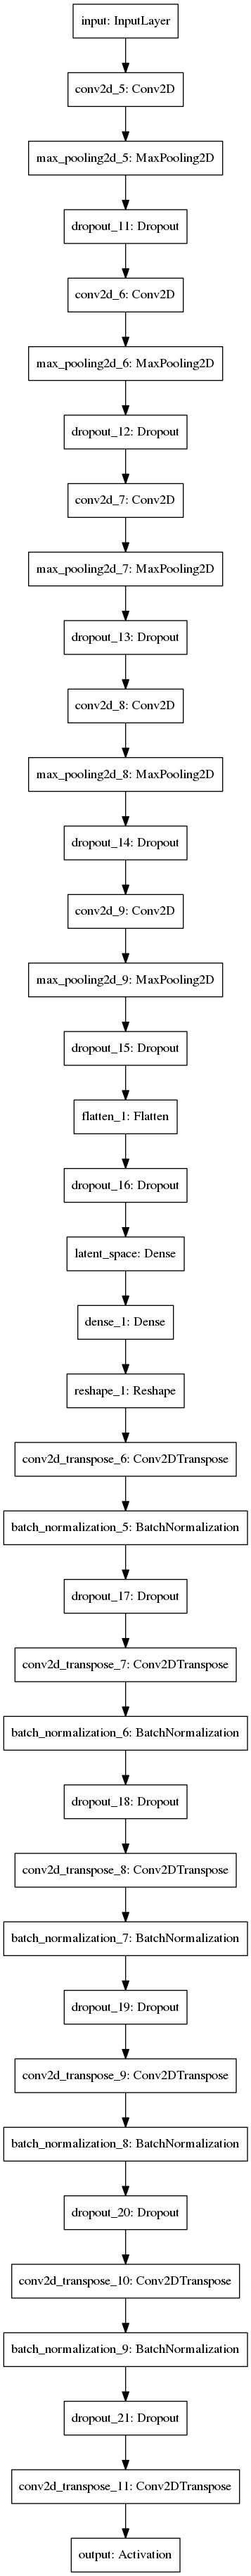 input: InputLayer
conv2d_5: Conv2D
max_pooling2d_5: MaxPooling2D
dropout_11: Dropout
conv2d_6: Conv2D
max_pooling2d_6: MaxPooling2D
dropout_12: Dropout
conv2d_7: Conv2D
max_pooling2d_7: MaxPooling2D
dropout_13: Dropout
conv2d_8: Conv2D
max_pooling2d_8: MaxPooling2D
dropout_14: Dropout
conv2d_9: Conv2D
max_pooling2d_9: MaxPooling2D
dropout_15: Dropout
flatten_1: Flatten
dropout_16: Dropout
latent_space: Dense
dense_1: Dense
reshape_1: Reshape
conv2d_transpose_6: Conv2DTranspose
batch_normalization_5: BatchNormalization
dropout_17: Dropout
conv2d_transpose_7: Conv2DTranspose
batch_normalization_6: BatchNormalization
dropout_18: Dropout
conv2d_transpose_8: Conv2DTranspose
batch_normalization_7: BatchNormalization
dropout_19: Dropout
conv2d_transpose_9: Conv2DTranspose
batch_normalization_8: BatchNormalization
dropout_20: Dropout
conv2d_transpose_10: Conv2DTranspose
batch_normalization_9: BatchNormalization
dropout_21: Dropout
conv2d_transpose_11: Conv2DTranspose
output: Activation